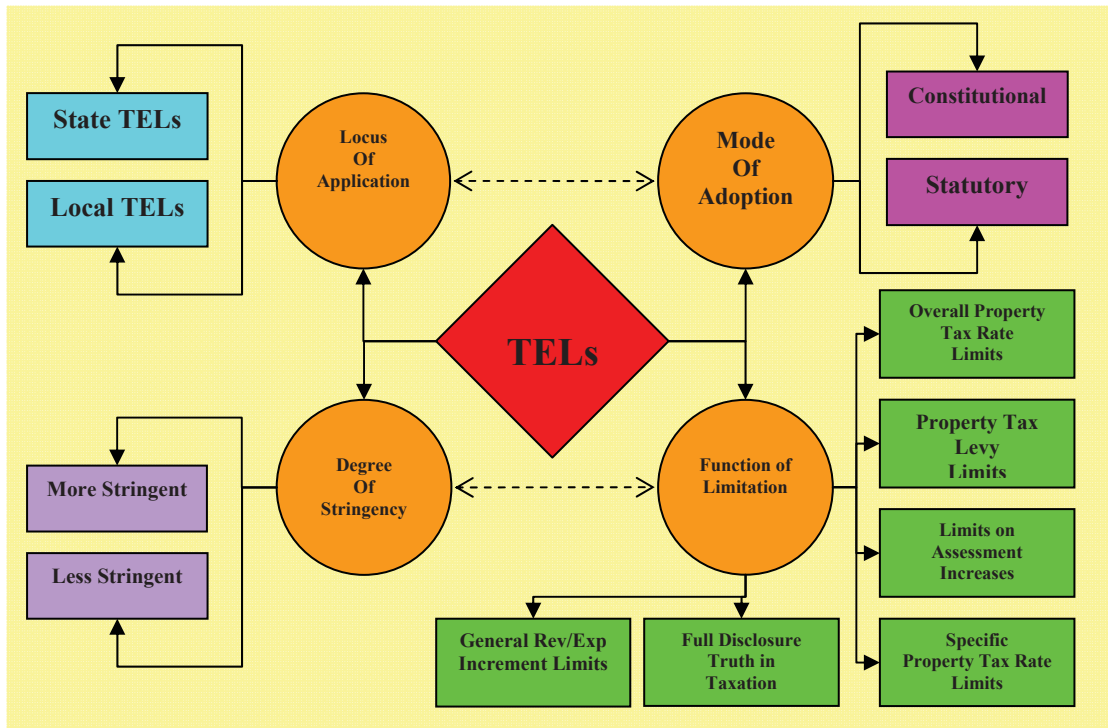 State TELs
Local TELs
Locus
Of
Application
Mode
Of
Adoption
Constitutional
Statutory
TELs
More Stringent
Less Stringent
Degree
Of
Stringency
Function of
Limitation
Overall Property
Tax Rate
Limits
Property Tax
Levy
Limits
Limits on
Assessment
Increases
Specific
Property Tax Rate
Limits
General Rev/Exp
Increment Limits
Full Disclosure
Truth in
Taxation